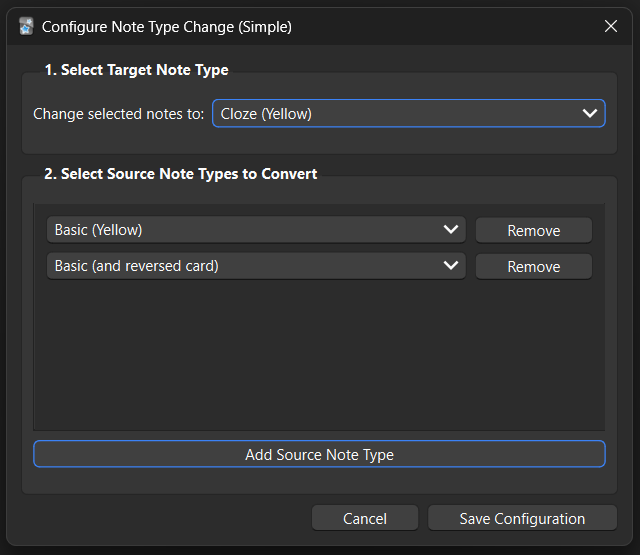 Configure Note Type Change (Simple)
1. Select Target Note Type
Change selected notes to: Cloze (Yellow)
2. Select Source Note Types to Convert
Basic (Yellow) Remove
Basic (and reversed card) Remove
Add Source Note Type
Cancel Save Configuration